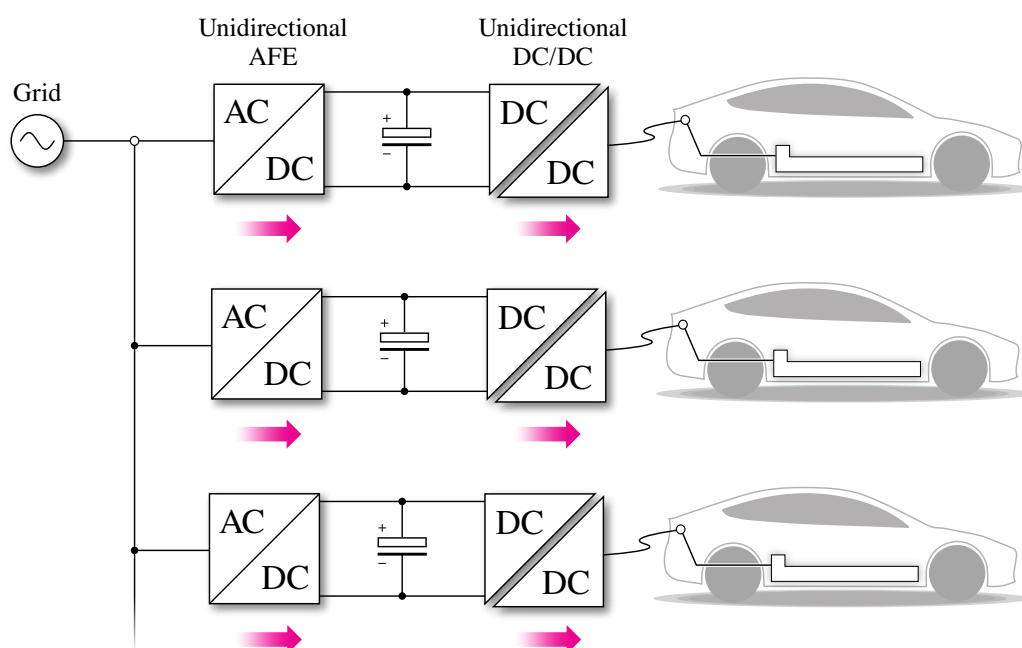 Unidirectional
AFE
Unidirectional
DC/DC
Grid
AC
DC
+
−
DC
DC
AC
DC
+
−
DC
DC
AC
DC
+
−
DC
DC